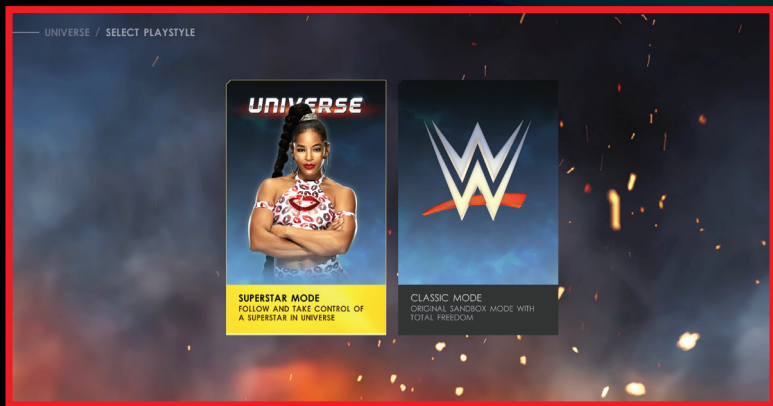 UNIVERSE / SELECT PLAYSTYLE
UNIVERSE
SUPERSTAR MODE
FOLLOW AND TAKE CONTROL OF
A SUPERSTAR IN UNIVERSE
W
CLASSIC MODE
ORIGINAL SANDBOX MODE WITH
TOTAL FREEDOM